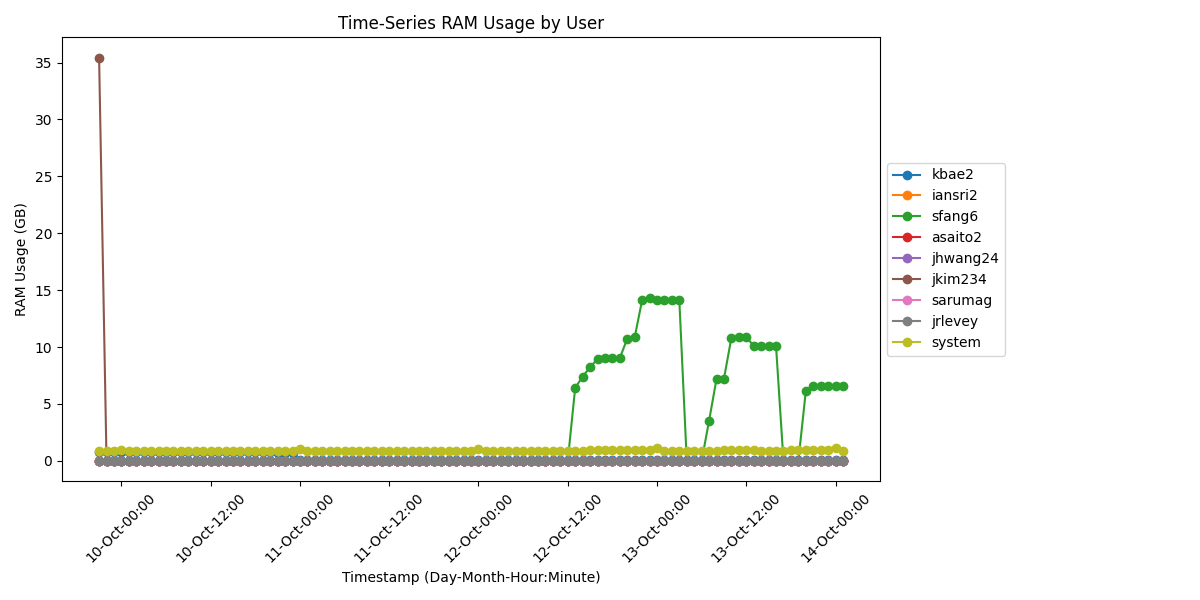 Time-Series RAM Usage by User
RAM Usage (GB)
35
30
25
20
15
10
5
0
10-Oct-00:00
10-Oct-12:00
11-Oct-00:00
11-Oct-12:00
12-Oct-00:00
12-Oct-12:00
13-Oct-00:00
13-Oct-12:00
14-Oct-00:00
Timestamp (Day-Month-Hour:Minute)
kbae2
iansri2
sfang6
asaito2
jhwang24
jkim234
sarumag
jrlevey
system